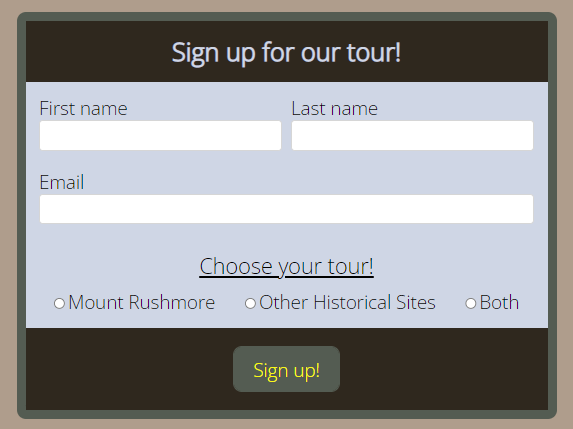 Sign up for our tour!
First name Last name
Email
Choose your tour!
Mount Rushmore Other Historical Sites Both
Sign up!